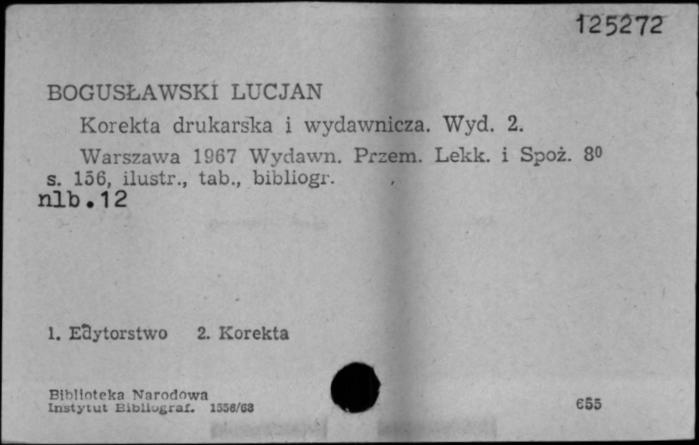 125272
BOGUSŁAWSKI LUCJAN
Korekta drukarska i wydawnicza. Wyd. 2.
Warszawa 1967 Wydawn. Przem. Lekk. i Spoż. 8⁰
s. 156, ilustr., tab., bibliogr.
nlb.12
1. Edytorstwo 2. Korekta
Biblioteka Narodowa
Instytut Bibliograf. 1556/68
655